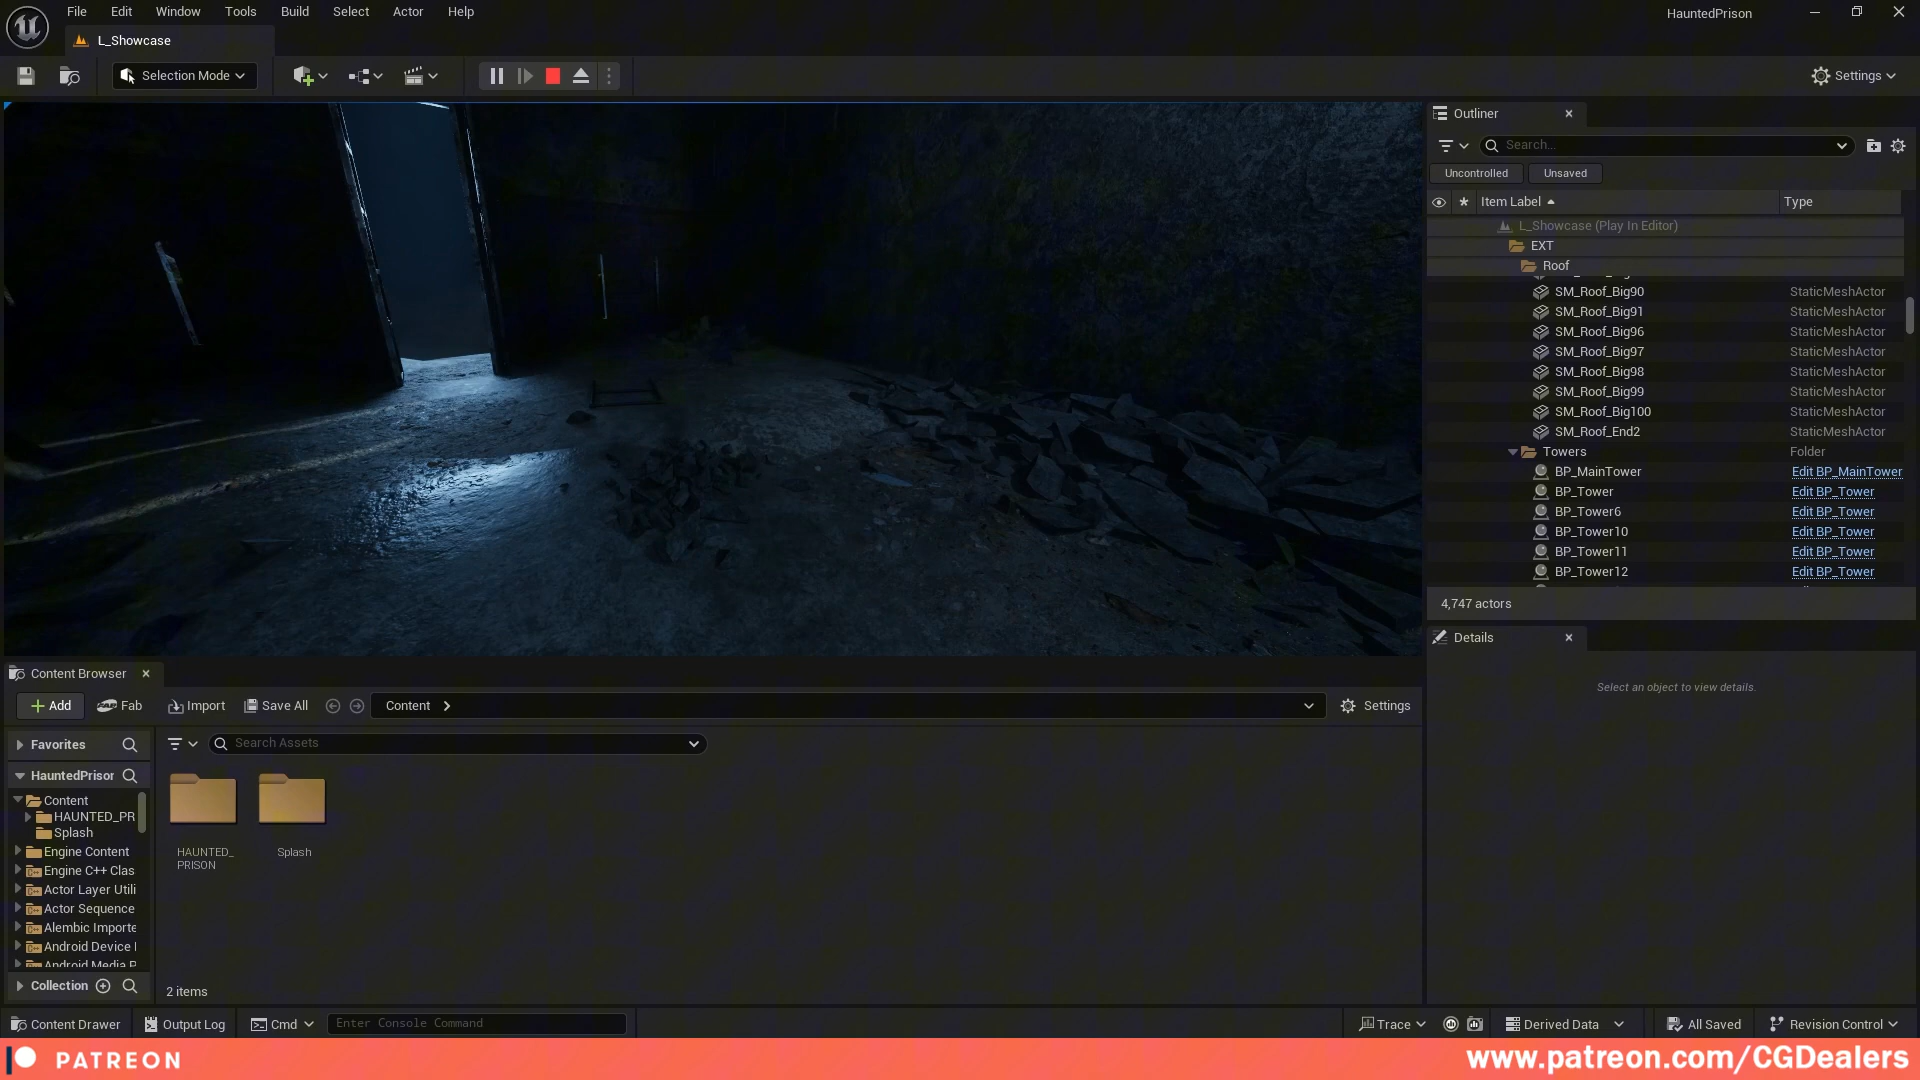 File Edit Window Tools Build Select Actor Help
HauntedPrison
L_Showcase
Selection Mode
Settings
Outliner
Search...
Uncontrolled Unsaved
Item Label Type
L_Showcase (Play In Editor)
EXT
Roof
SM_Roof_Big90 StaticMeshActor
SM_Roof_Big91 StaticMeshActor
SM_Roof_Big96 StaticMeshActor
SM_Roof_Big97 StaticMeshActor
SM_Roof_Big98 StaticMeshActor
SM_Roof_Big99 StaticMeshActor
SM_Roof_Big100 StaticMeshActor
SM_Roof_End2 StaticMeshActor
Towers Folder
BP_MainTower Edit BP_MainTower
BP_Tower Edit BP_Tower
BP_Tower6 Edit BP_Tower
BP_Tower10 Edit BP_Tower
BP_Tower11 Edit BP_Tower
BP_Tower12 Edit BP_Tower
4,747 actors
Details
Select an object to view details.
Content Browser
Add Fab Import Save All Content Settings
Favorites
Search Assets
HauntedPrisor
Content
HAUNTED_PR
Splash
Engine Content
Engine C++ Clas
Actor Layer Utili
Actor Sequence
Alembic Importe
Android Device
Android Media P
Collection
HAUNTED_
PRISON
Splash
2 items
Content Drawer Output Log Cmd Enter Console Command
Trace Derived Data All Saved Revision Control
PATREON
www.patreon.com/CGDealers